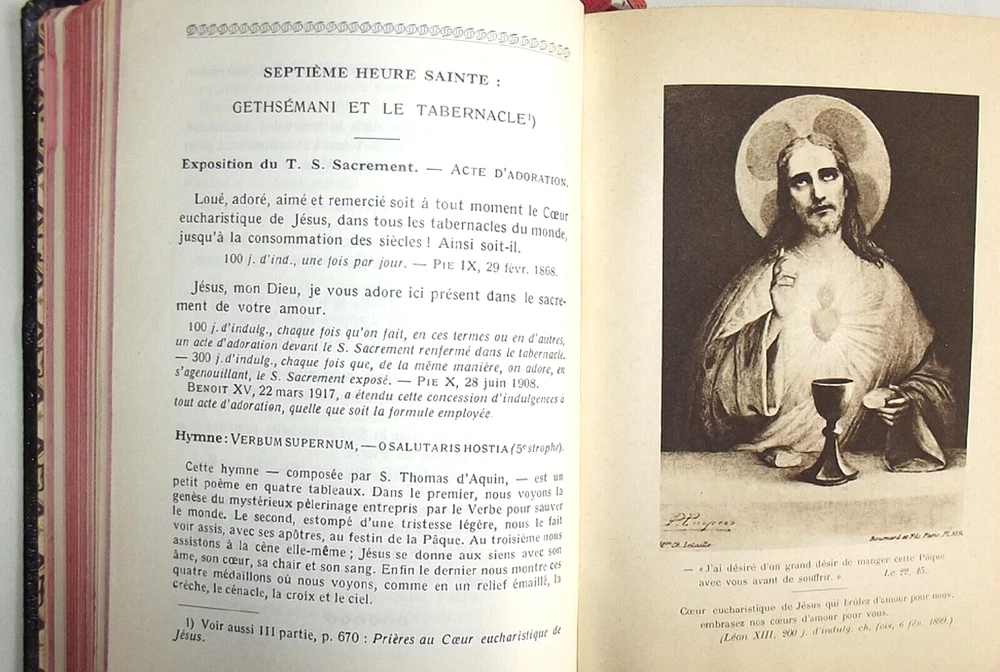 SEPTIÈME HEURE SAINTE :
GETHSÉMANI ET LE TABERNACLE¹)
Exposition du T. S. Sacrement. — ACTE D'ADORATION.
Loué, adoré, aimé et remercié soit à tout moment le Cœur
eucharistique de Jésus, dans tous les tabernacles du monde,
jusqu'à la consommation des siècles ! Ainsi soit-il.
100 j. d'ind., une fois par jour. — PIE IX, 29 févr. 1868.
Jésus, mon Dieu, je vous adore ici présent dans le sacre-
ment de votre amour.
100 j. d'indulg., chaque fois qu'on fait, en ces termes ou en d'autres,
un acte d'adoration devant le S. Sacrement renfermé dans le tabernacle.
— 300 j. d'indulg., chaque fois que, de la même manière, on adore, en
s'agenouillant, le S. Sacrement exposé. — PIE X, 28 juin 1908.
BENOIT XV, 22 mars 1917, a étendu cette concession d'indulgences à
tout acte d'adoration, quelle que soit la formule employée.
Hymne : VERBUM SUPERNUM, — O SALUTARIS HOSTIA (5e strophe).
Cette hymne — composée par S. Thomas d'Aquin, — est un
petit poème en quatre tableaux. Dans le premier, nous voyons la
genèse du mystérieux pèlerinage entrepris par le Verbe pour sauver
le monde. Le second, estompé d'une tristesse légère, nous le fait
voir assis, avec ses apôtres, au festin de la Pâque. Au troisième nous
assistons à la cène elle-même ; Jésus se donne aux siens avec son
âme, son cœur, sa chair et son sang. Enfin le dernier nous montre ces
quatre médaillons où nous voyons, comme en un relief émaillé, la
crèche, le cénacle, la croix et le ciel.
1) Voir aussi III partie, p. 670 : Prières au Cœur eucharistique de
Jésus.
Boumard et Fils Paris
— « J'ai désiré d'un grand désir de manger cette Pâque
avec vous avant de souffrir. » Lc 22, 15.
Cœur eucharistique de Jésus qui brûlez d'amour pour nous,
embrasez nos cœurs d'amour pour vous.
(Léon XIII, 200 j. d'indulg. ch. fois, 6 fév. 1899.)